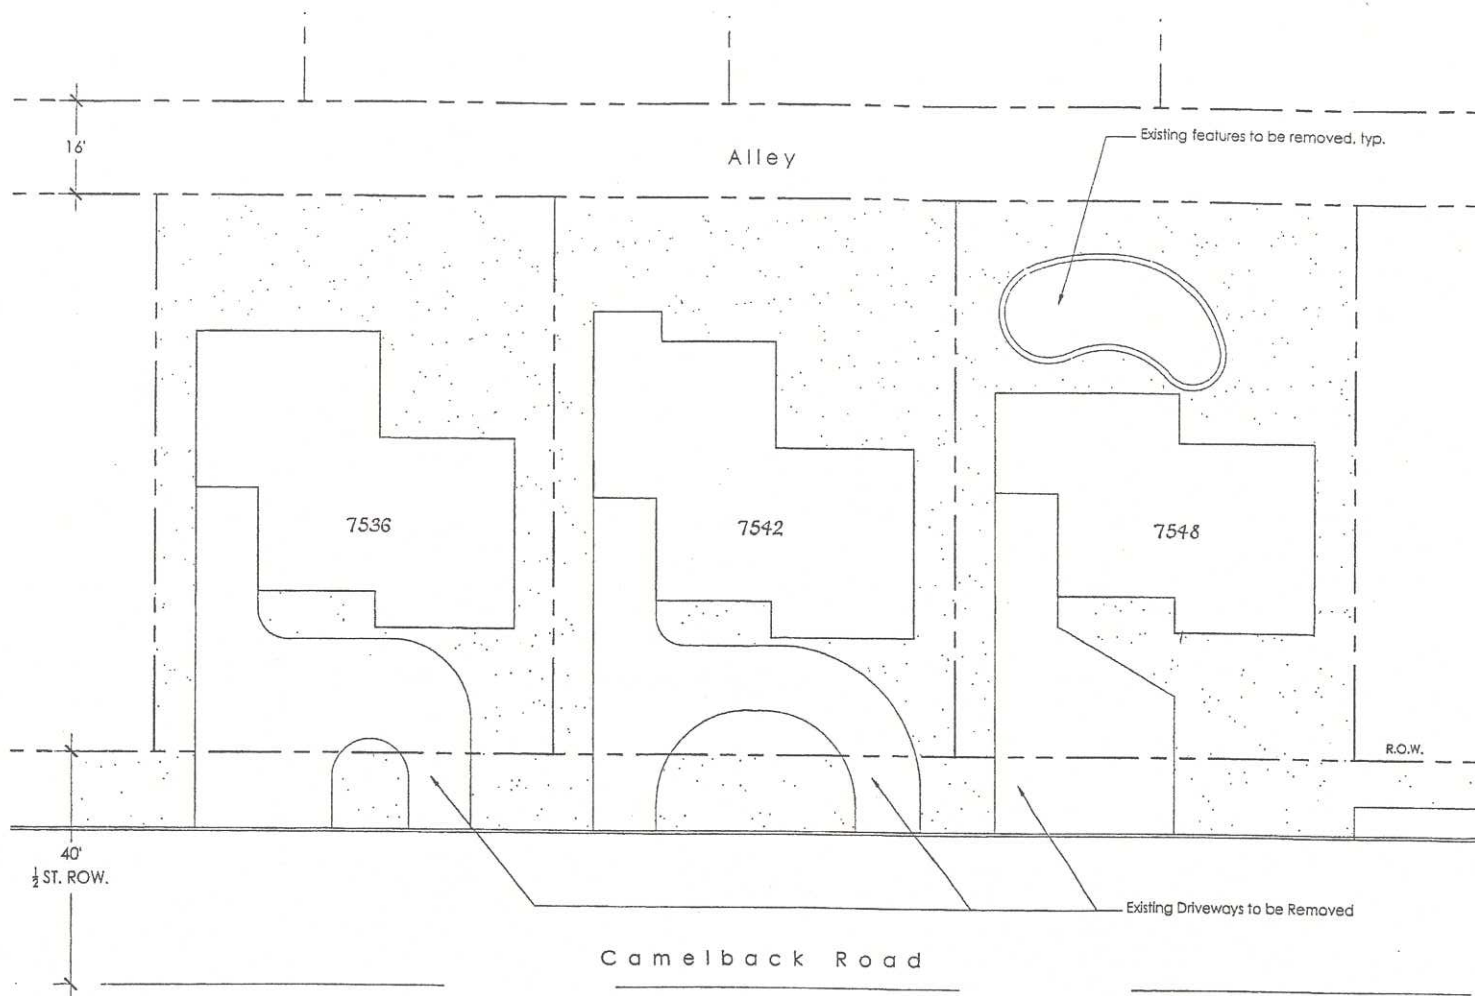 16'
Alley
Existing features to be removed, typ.
7536
7542
7548
R.O.W.
40'
½ ST. ROW.
Existing Driveways to be Removed
Camelback Road